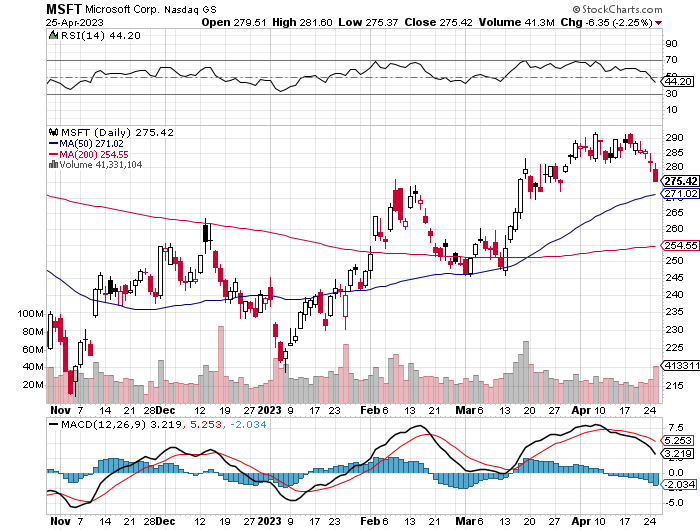 MSFT Microsoft Corp. Nasdaq GS © StockCharts.com
25-Apr-2023 Open 279.51 High 281.60 Low 275.37 Close 275.42 Volume 41.3M Chg -6.35 (-2.25%)
RSI(14) 44.20
90
70
50
44.20
30
10
MSFT (Daily) 275.42
MA(50) 271.02
MA(200) 254.55
Volume 41,331,104
290
285
280
275.42
271.02
270
265
260
254.55
250
245
240
235
230
225
220
41331104
215
100M
80M
60M
40M
20M
Nov 7 14 21 28 Dec 12 19 27 2023 9 17 23 Feb 6 13 21 Mar 6 13 20 27 Apr 10 17 24
MACD(12,26,9) 3.219, 5.253, -2.034
7.5
5.253
3.219
0.0
-2.034
-5.0
Nov 7 14 21 28 Dec 12 19 27 2023 9 17 23 Feb 6 13 21 Mar 6 13 20 27 Apr 10 17 24